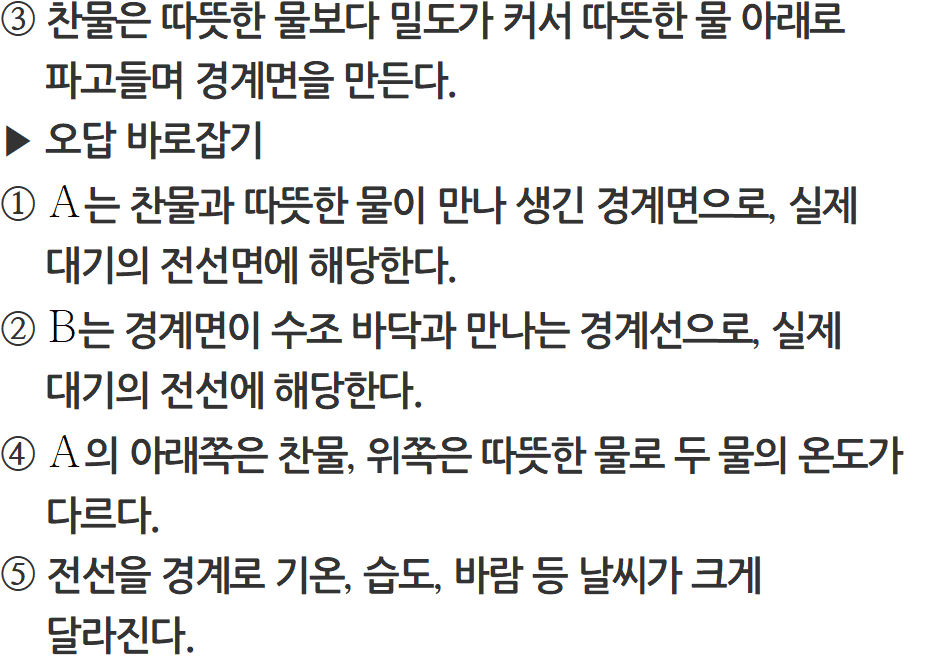 ③ 찬물은 따뜻한 물보다 밀도가 커서 따뜻한 물 아래로
파고들며 경계면을 만든다.
▶ 오답 바로잡기
① A는 찬물과 따뜻한 물이 만나 생긴 경계면으로, 실제
대기의 전선면에 해당한다.
② B는 경계면이 수조 바닥과 만나는 경계선으로, 실제
대기의 전선에 해당한다.
④ A의 아래쪽은 찬물, 위쪽은 따뜻한 물로 두 물의 온도가
다르다.
⑤ 전선을 경계로 기온, 습도, 바람 등 날씨가 크게
달라진다.